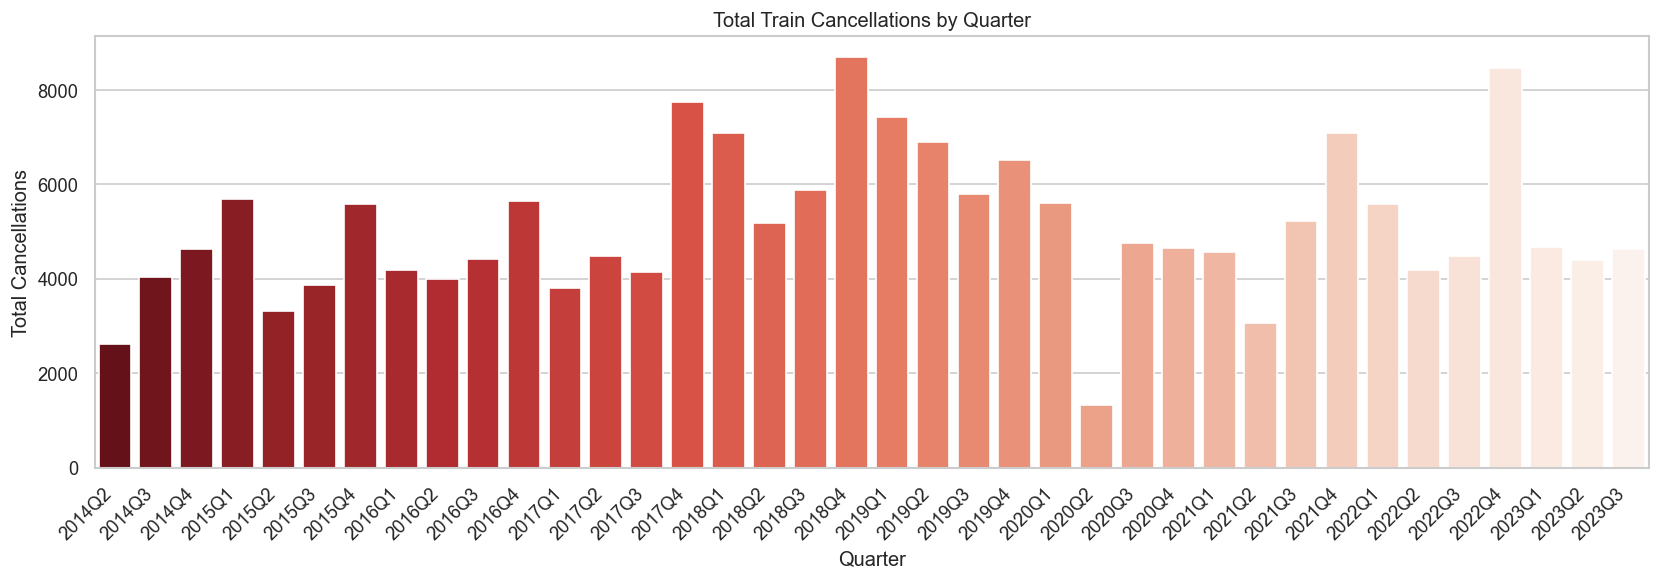 Total Train Cancellations by Quarter
Total Cancellations
8000
6000
4000
2000
0
2014Q2
2014Q3
2014Q4
2015Q1
2015Q2
2015Q3
2015Q4
2016Q1
2016Q2
2016Q3
2016Q4
2017Q1
2017Q2
2017Q3
2017Q4
2018Q1
2018Q2
2018Q3
2018Q4
2019Q1
2019Q2
2019Q3
2019Q4
2020Q1
2020Q2
2020Q3
2020Q4
2021Q1
2021Q2
2021Q3
2021Q4
2022Q1
2022Q2
2022Q3
2022Q4
2023Q1
2023Q2
2023Q3
Quarter